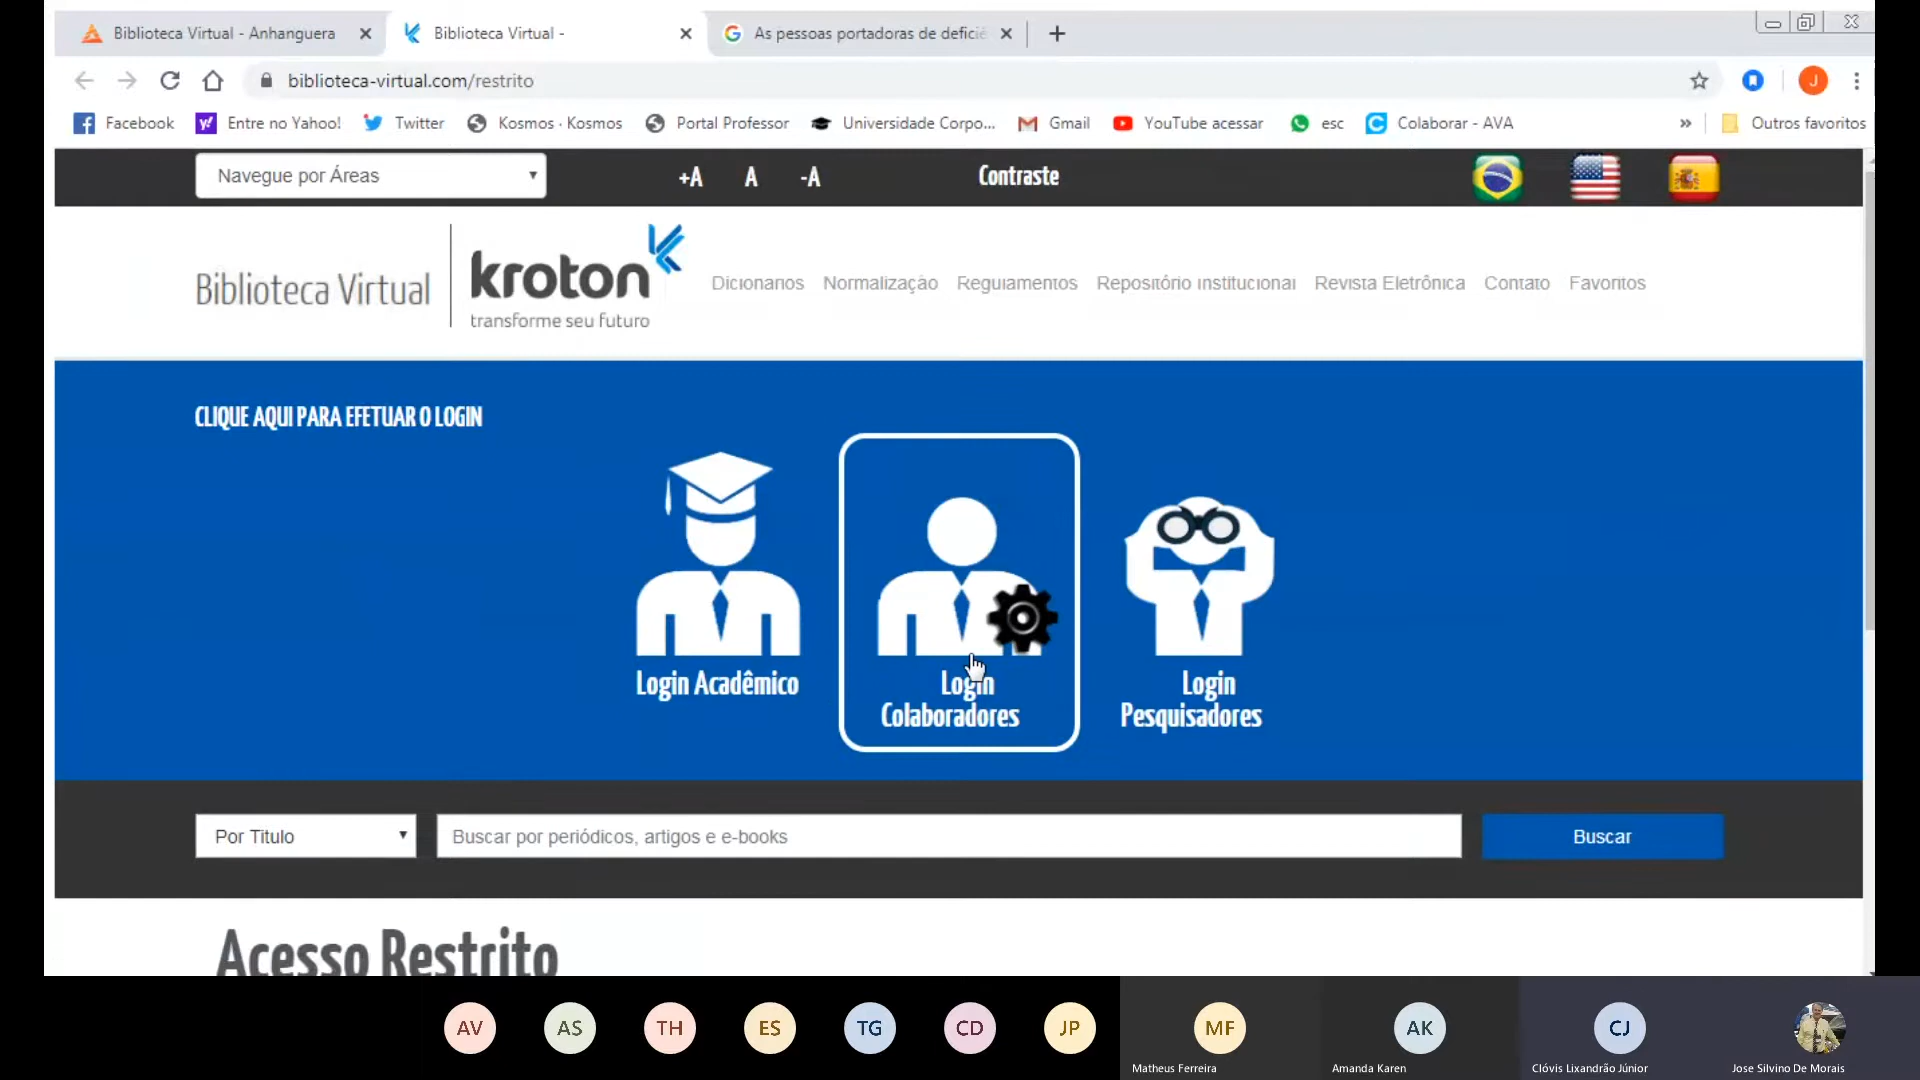 Biblioteca Virtual - Anhanguera
Biblioteca Virtual -
As pessoas portadoras de defici
biblioteca-virtual.com/restrito
J
Facebook
Entre no Yahoo!
Twitter
Kosmos · Kosmos
Portal Professor
Universidade Corpo...
Gmail
YouTube acessar
esc
Colaborar - AVA
»
Outros favoritos
Navegue por Áreas
+A A -A
Contraste
Biblioteca Virtual
kroton
transforme seu futuro
Dicionários Normalização Regulamentos Repositório Institucional Revista Eletrônica Contato Favoritos
CLIQUE AQUI PARA EFETUAR O LOGIN
Login Acadêmico
Login
Colaboradores
Login
Pesquisadores
Por Titulo
Buscar por periódicos, artigos e e-books
Buscar
Acesso Restrito
AV AS TH ES TG CD JP MF AK CJ
Matheus Ferreira
Amanda Karen
Clóvis Lixandrão Júnior
Jose Silvino De Morais